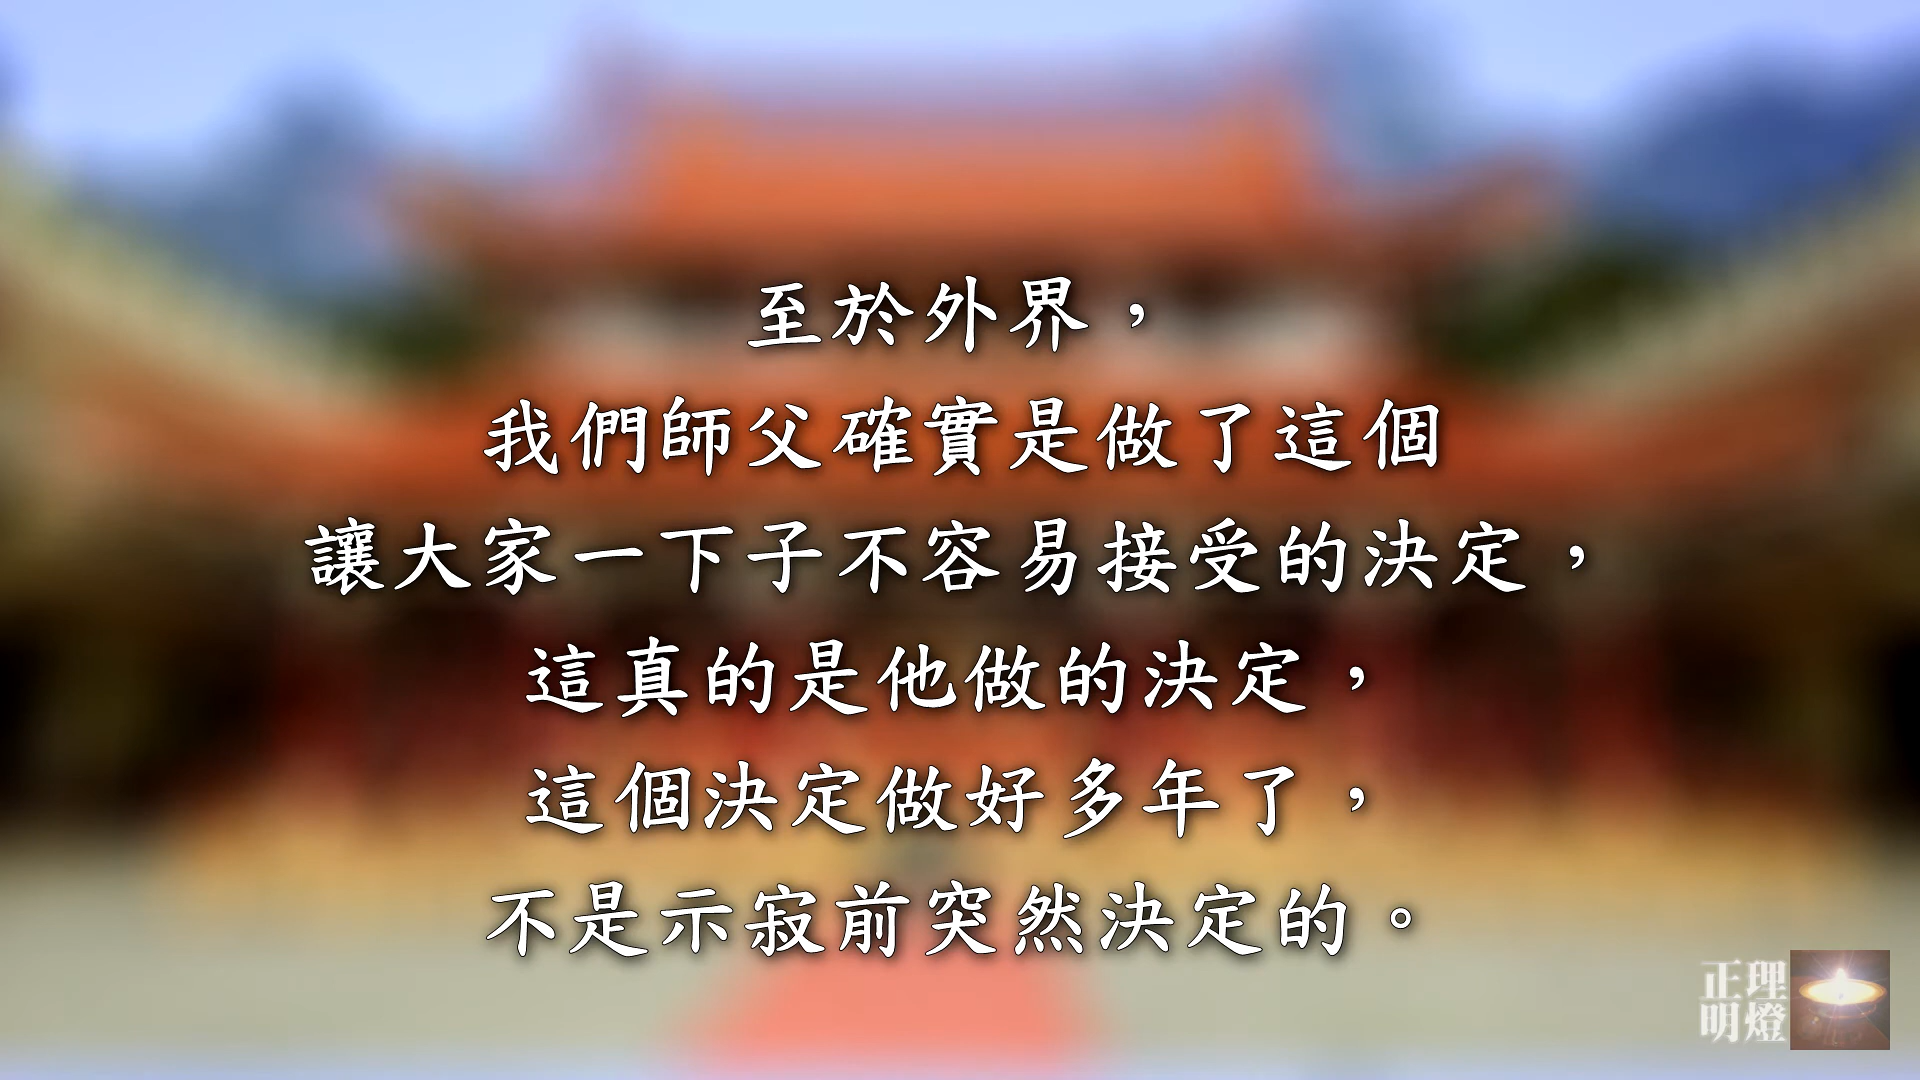 至於外界，
我們師父確實是做了這個
讓大家一下子不容易接受的決定，
這真的是他做的決定，
這個決定做好多年了，
不是示寂前突然決定的。
正理
明燈